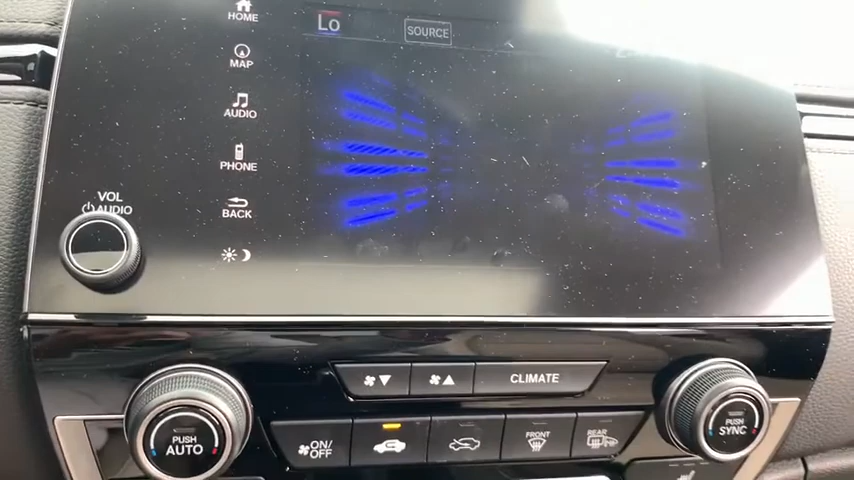 HOME
Lo
SOURCE
MAP
AUDIO
PHONE
VOL
AUDIO
BACK
CLIMATE
PUSH
AUTO
ON/
OFF
FRONT
REAR
PUSH
SYNC